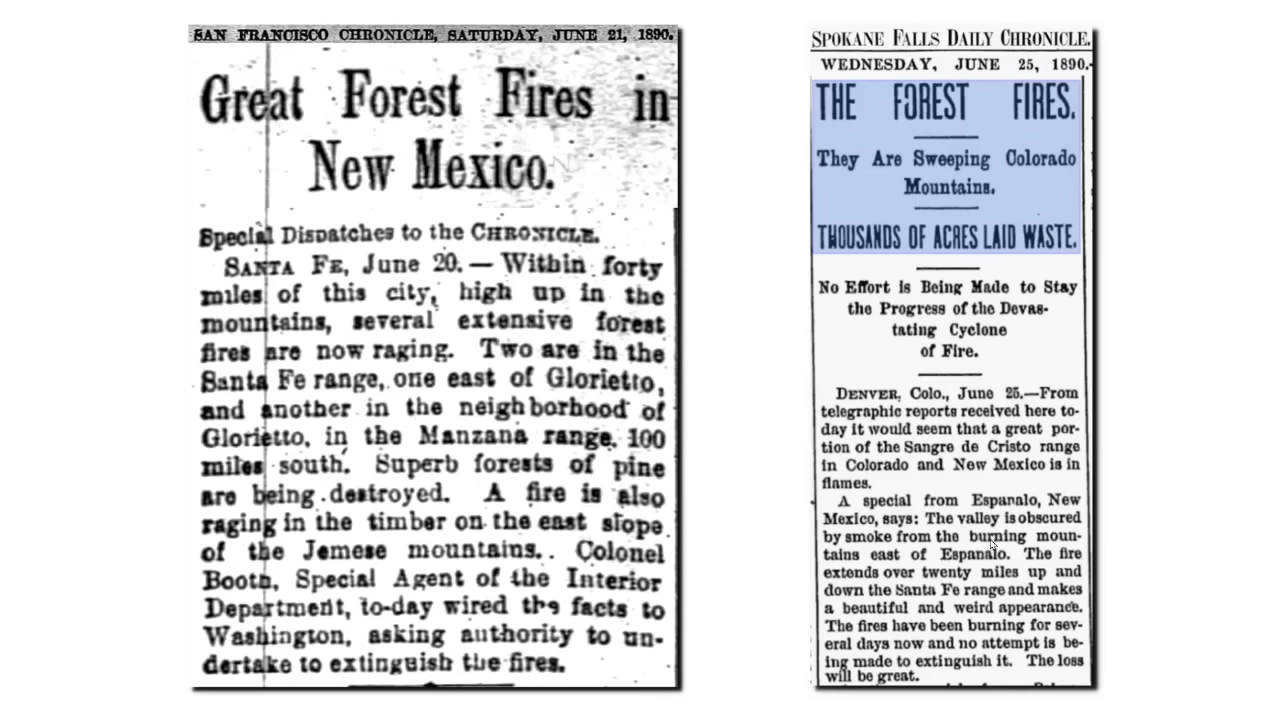 SAN FRANCISCO CHRONICLE, SATURDAY, JUNE 21, 1890.
Great Forest Fires in
New Mexico.
Special Dispatches to the CHRONICLE.
SANTA FE, June 20. — Within forty
miles of this city, high up in the
mountains, several extensive forest
fires are now raging. Two are in the
Santa Fe range, one east of Glorietto,
and another in the neighborhood of
Glorietto, in the Manzana range, 100
miles south. Superb forests of pine
are being destroyed. A fire is also
raging in the timber on the east slope
of the Jemese mountains. Colonel
Booth, Special Agent of the Interior
Department, to-day wired the facts to
Washington, asking authority to un-
dertake to extinguish the fires.
SPOKANE FALLS DAILY CHRONICLE.
WEDNESDAY, JUNE 25, 1890.
THE FOREST FIRES.
They Are Sweeping Colorado
Mountains.
THOUSANDS OF ACRES LAID WASTE.
No Effort is Being Made to Stay
the Progress of the Devas-
tating Cyclone
of Fire.
DENVER, Colo., June 25.—From
telegraphic reports received here to-
day it would seem that a great por-
tion of the Sangre de Cristo range
in Colorado and New Mexico is in
flames.
A special from Espanalo, New
Mexico, says: The valley is obscured
by smoke from the burning moun-
tains east of Espanalo. The fire
extends over twenty miles up and
down the Santa Fe range and makes
a beautiful and weird appearance.
The fires have been burning for sev-
eral days now and no attempt is be-
ing made to extinguish it. The loss
will be great.